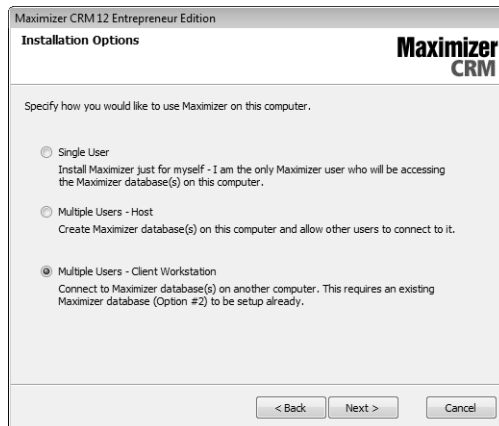 Maximizer CRM 12 Entrepreneur Edition
Installation Options
Maximizer
CRM
Specify how you would like to use Maximizer on this computer.
Single User
Install Maximizer just for myself - I am the only Maximizer user who will be accessing
the Maximizer database(s) on this computer.
Multiple Users - Host
Create Maximizer database(s) on this computer and allow other users to connect to it.
Multiple Users - Client Workstation
Connect to Maximizer database(s) on another computer. This requires an existing
Maximizer database (Option #2) to be setup already.
< Back
Next >
Cancel